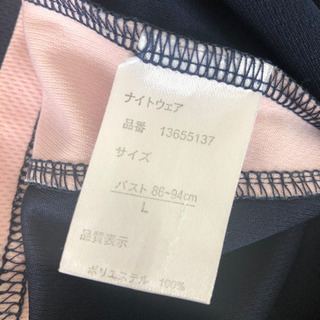 ナイトウェア
品番 13655137
サイズ
バスト 86~94cm
L
品質表示
ポリエステル 100%